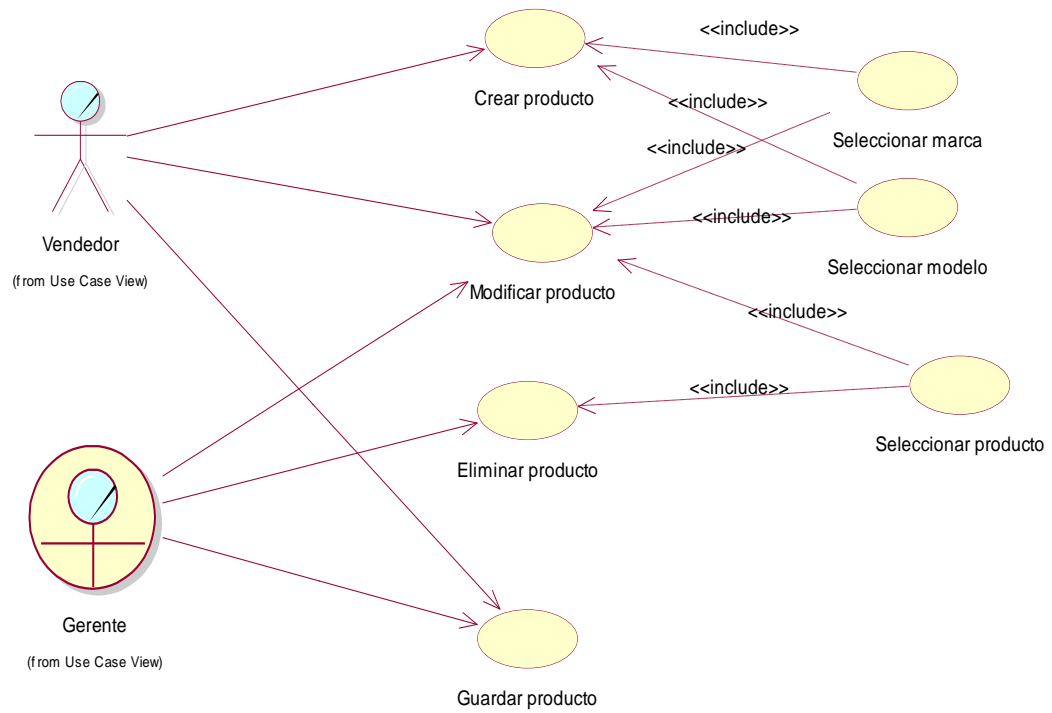 <<include>>
Crear producto
<<include>>
Seleccionar marca
<<include>>
Vendedor
(from Use Case View)
<<include>>
Seleccionar modelo
Modificar producto
<<include>>
<<include>>
Eliminar producto
Seleccionar producto
Gerente
(from Use Case View)
Guardar producto